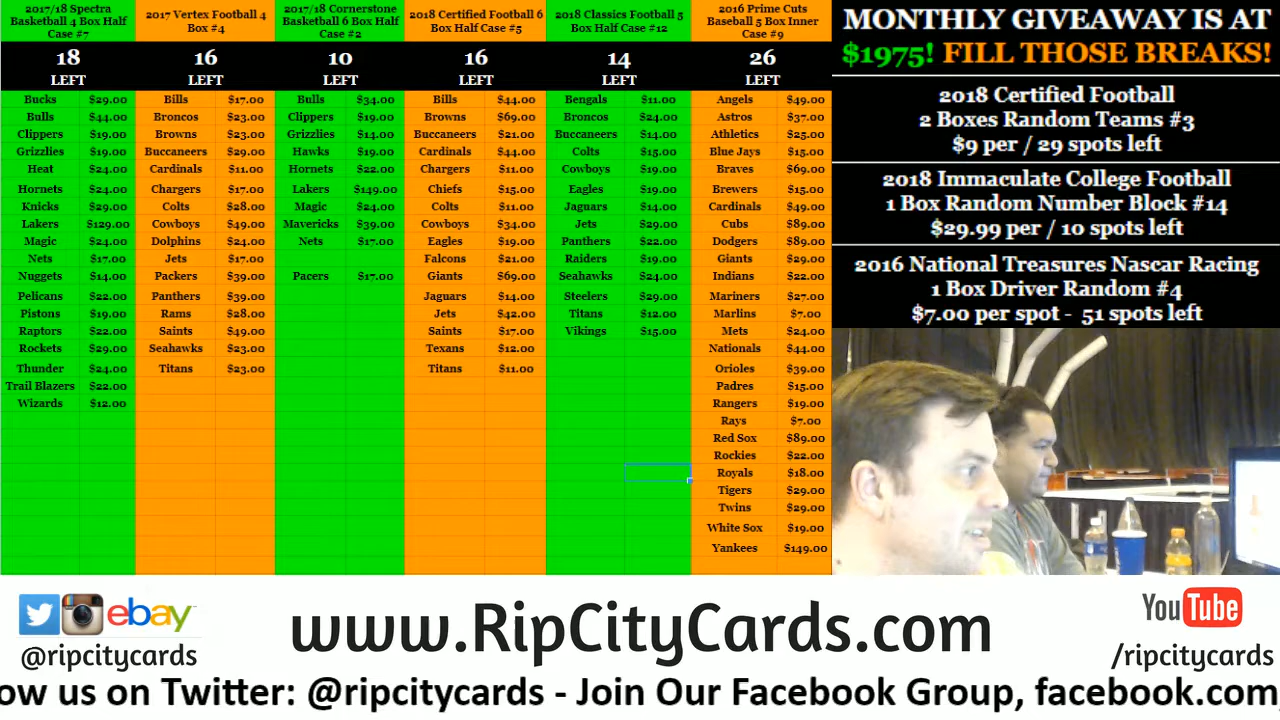 2017/18 Spectra
Basketball 4 Box Half
Case #7
18
LEFT
Bucks $29.00
Bulls $44.00
Clippers $19.00
Grizzlies $19.00
Heat $24.00
Hornets $24.00
Knicks $29.00
Lakers $129.00
Magic $24.00
Nets $17.00
Nuggets $14.00
Pelicans $22.00
Pistons $19.00
Raptors $22.00
Rockets $29.00
Thunder $24.00
Trail Blazers $22.00
Wizards $12.00
2017 Vertex Football 4
Box #4
16
LEFT
Bills $17.00
Broncos $23.00
Browns $23.00
Buccaneers $29.00
Cardinals $11.00
Chargers $17.00
Colts $28.00
Cowboys $49.00
Dolphins $24.00
Jets $17.00
Packers $39.00
Panthers $39.00
Rams $28.00
Saints $49.00
Seahawks $23.00
Titans $23.00
2017/18 Cornerstone
Basketball 6 Box Half
Case #2
10
LEFT
Bulls $34.00
Clippers $19.00
Grizzlies $14.00
Hawks $19.00
Hornets $22.00
Lakers $149.00
Magic $24.00
Mavericks $39.00
Nets $17.00
Pacers $17.00
2018 Certified Football 6
Box Half Case #5
16
LEFT
Bills $44.00
Browns $69.00
Buccaneers $21.00
Cardinals $44.00
Chargers $11.00
Chiefs $15.00
Colts $11.00
Cowboys $34.00
Eagles $19.00
Falcons $21.00
Giants $69.00
Jaguars $14.00
Jets $42.00
Saints $17.00
Texans $12.00
Titans $11.00
2018 Classics Football 5
Box Half Case #12
14
LEFT
Bengals $11.00
Broncos $24.00
Buccaneers $14.00
Colts $15.00
Cowboys $19.00
Eagles $19.00
Jaguars $14.00
Jets $29.00
Panthers $22.00
Raiders $19.00
Seahawks $24.00
Steelers $29.00
Titans $12.00
Vikings $15.00
2016 Prime Cuts
Baseball 5 Box Inner
Case #9
26
LEFT
Angels $49.00
Astros $37.00
Athletics $25.00
Blue Jays $15.00
Braves $69.00
Brewers $15.00
Cardinals $49.00
Cubs $89.00
Dodgers $89.00
Giants $29.00
Indians $22.00
Mariners $27.00
Marlins $7.00
Mets $24.00
Nationals $44.00
Orioles $39.00
Padres $15.00
Rangers $19.00
Rays $7.00
Red Sox $89.00
Rockies $22.00
Royals $18.00
Tigers $29.00
Twins $29.00
White Sox $19.00
Yankees $149.00
MONTHLY GIVEAWAY IS AT
$1975! FILL THOSE BREAKS!
2018 Certified Football
2 Boxes Random Teams #3
$9 per / 29 spots left
2018 Immaculate College Football
1 Box Random Number Block #14
$29.99 per / 10 spots left
2016 National Treasures Nascar Racing
1 Box Driver Random #4
$7.00 per spot - 51 spots left
ebay
@ripcitycards
www.RipCityCards.com
YouTube
/ripcitycards
ow us on Twitter: @ripcitycards - Join Our Facebook Group, facebook.com